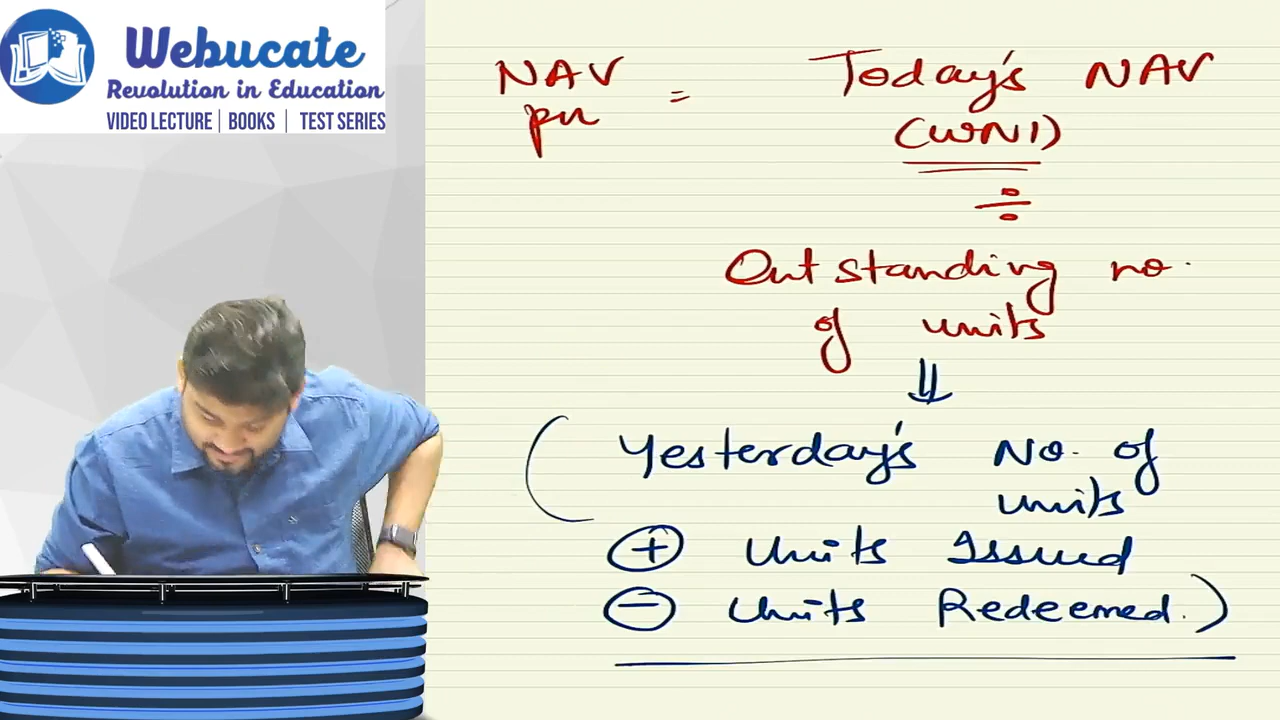 Webucate
Revolution in Education
VIDEO LECTURE | BOOKS | TEST SERIES
NAV = Today's NAV
pu (WN1)
÷
Outstanding no.
of units
⇓
(Yesterday's No. of
units
+ Units Issued
− Units Redeemed.)